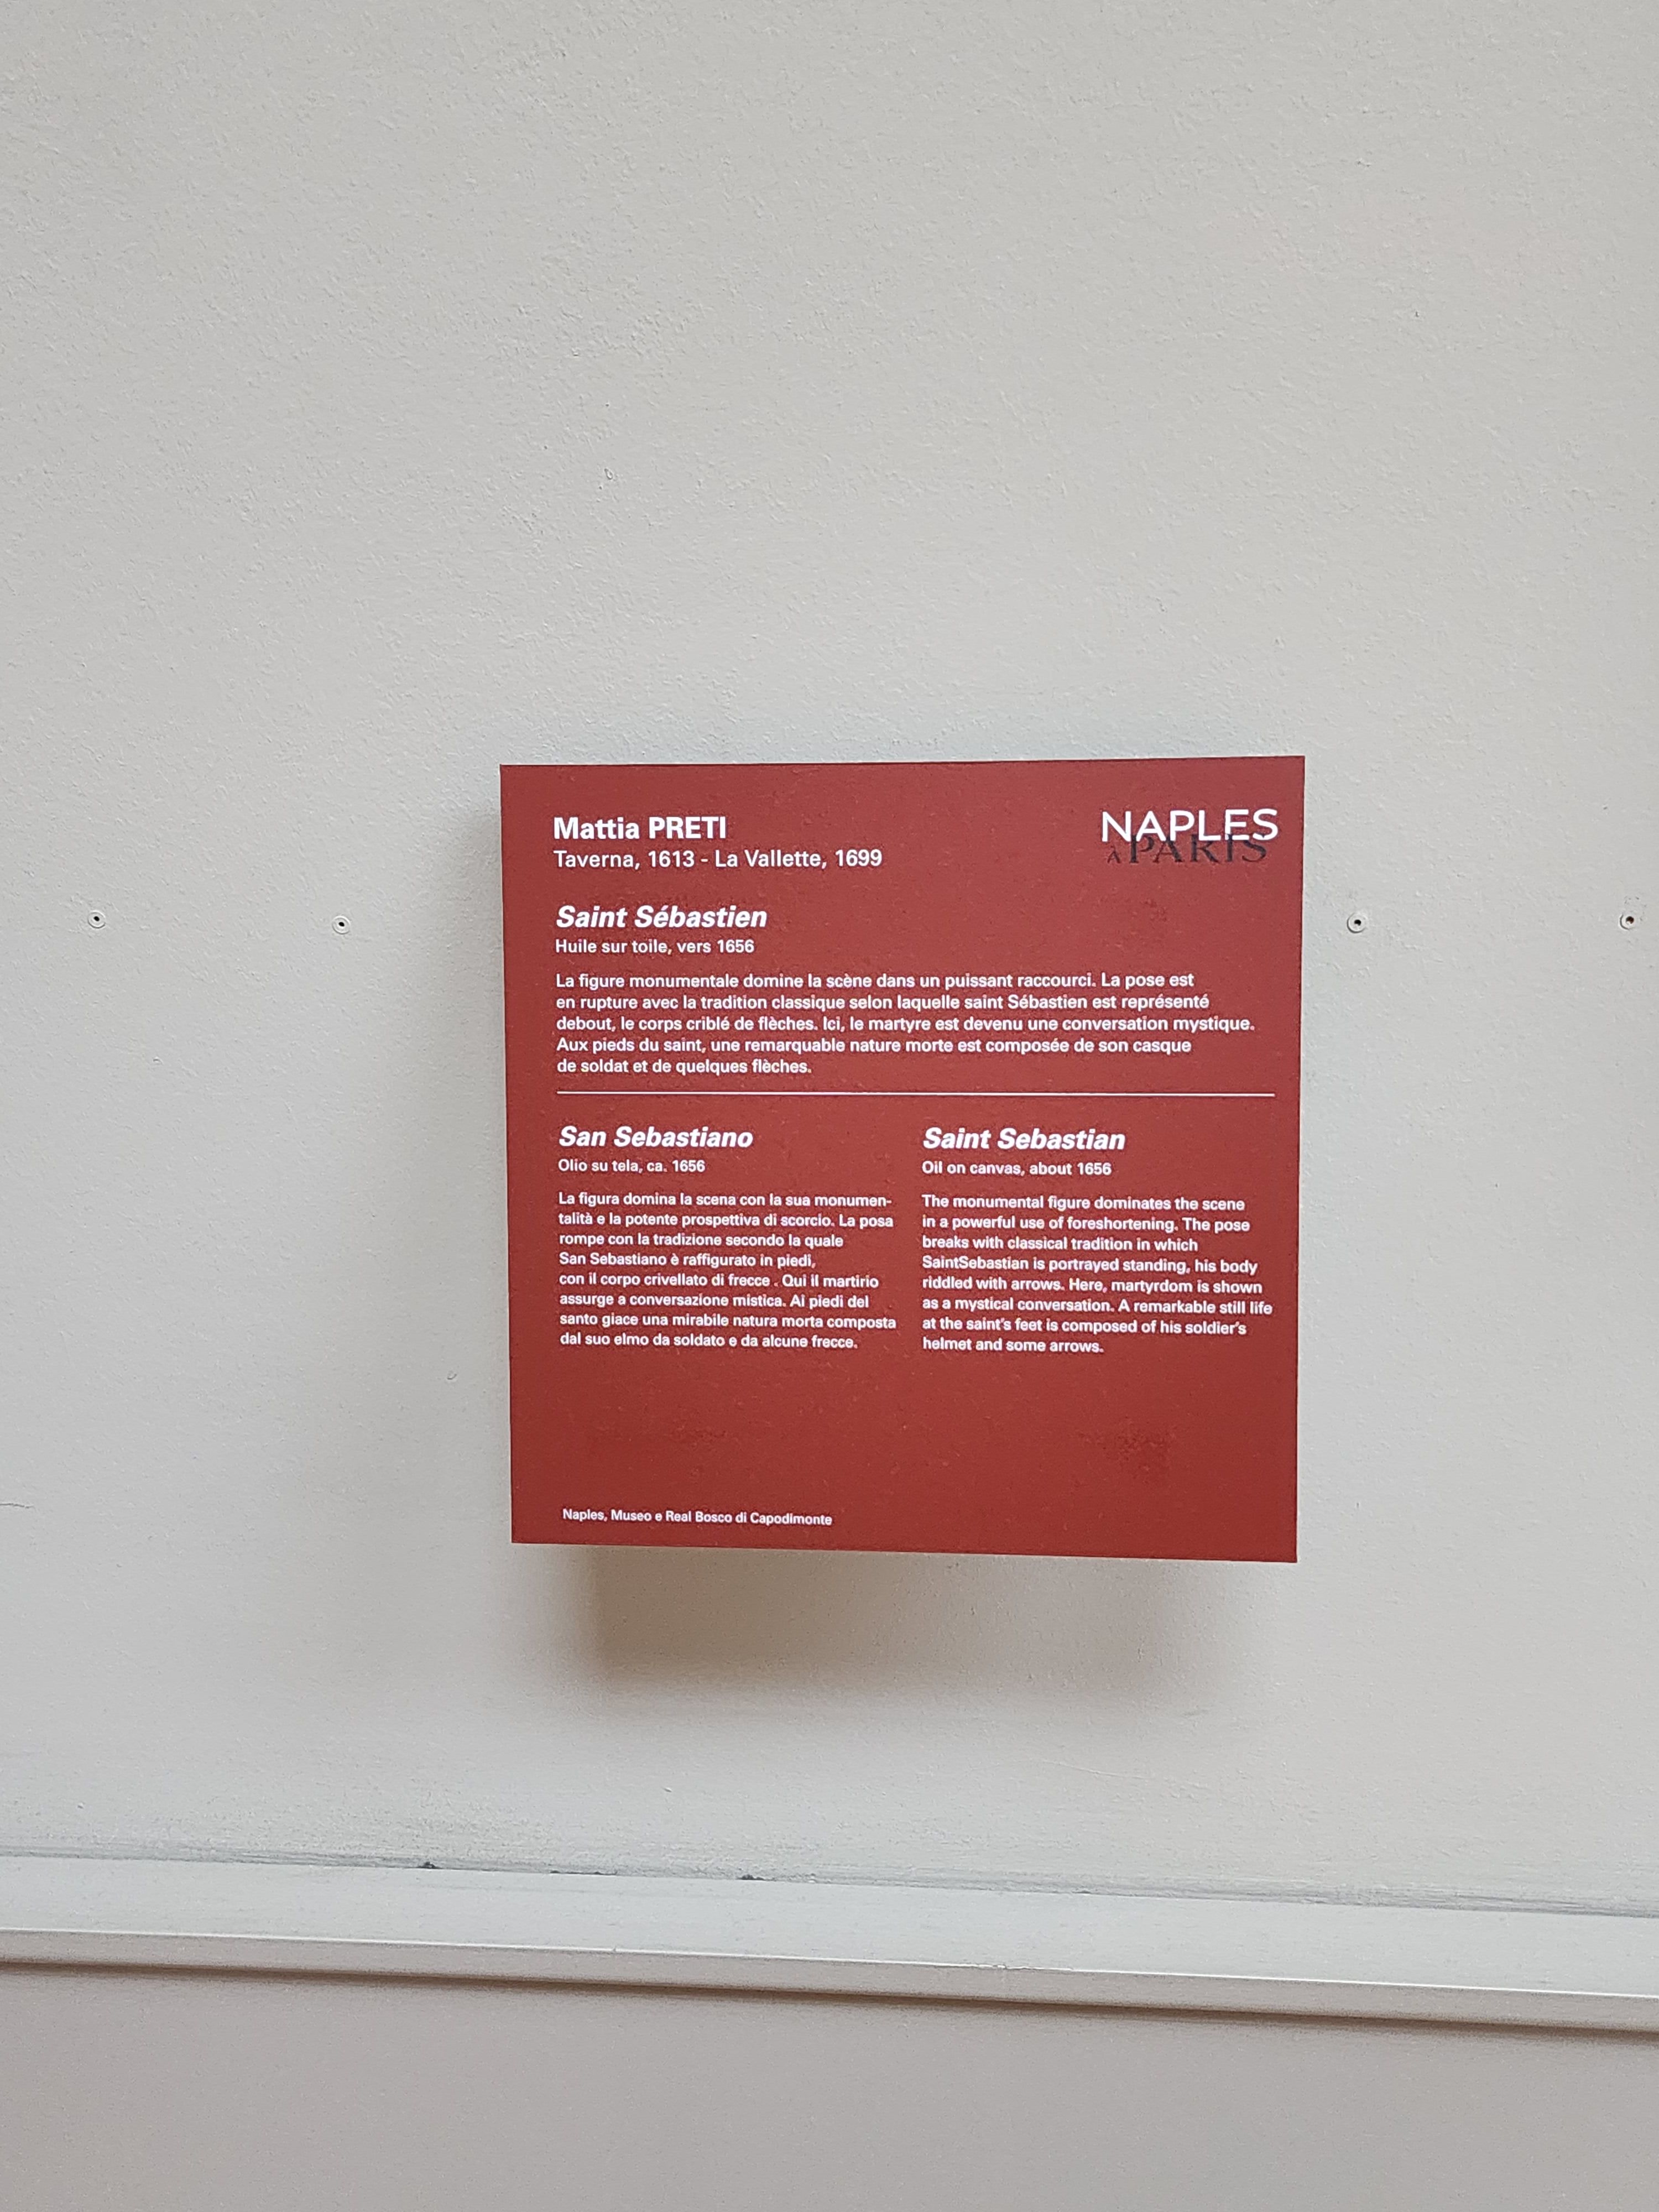 Mattia PRETI
Taverna, 1613 - La Vallette, 1699
NAPLES
À PARIS
Saint Sébastien
Huile sur toile, vers 1656
La figure monumentale domine la scène dans un puissant raccourci. La pose est
en rupture avec la tradition classique selon laquelle saint Sébastien est représenté
debout, le corps criblé de flèches. Ici, le martyre est devenu une conversation mystique.
Aux pieds du saint, une remarquable nature morte est composée de son casque
de soldat et de quelques flèches.
San Sebastiano
Olio su tela, ca. 1656
La figura domina la scena con la sua monumen-
talità e la potente prospettiva di scorcio. La posa
rompe con la tradizione secondo la quale
San Sebastiano è raffigurato in piedi,
con il corpo crivellato di frecce . Qui il martirio
assurge a conversazione mistica. Ai piedi del
santo giace una mirabile natura morta composta
dal suo elmo da soldato e da alcune frecce.
Saint Sebastian
Oil on canvas, about 1656
The monumental figure dominates the scene
in a powerful use of foreshortening. The pose
breaks with classical tradition in which
SaintSebastian is portrayed standing, his body
riddled with arrows. Here, martyrdom is shown
as a mystical conversation. A remarkable still life
at the saint's feet is composed of his soldier's
helmet and some arrows.
Naples, Museo e Real Bosco di Capodimonte